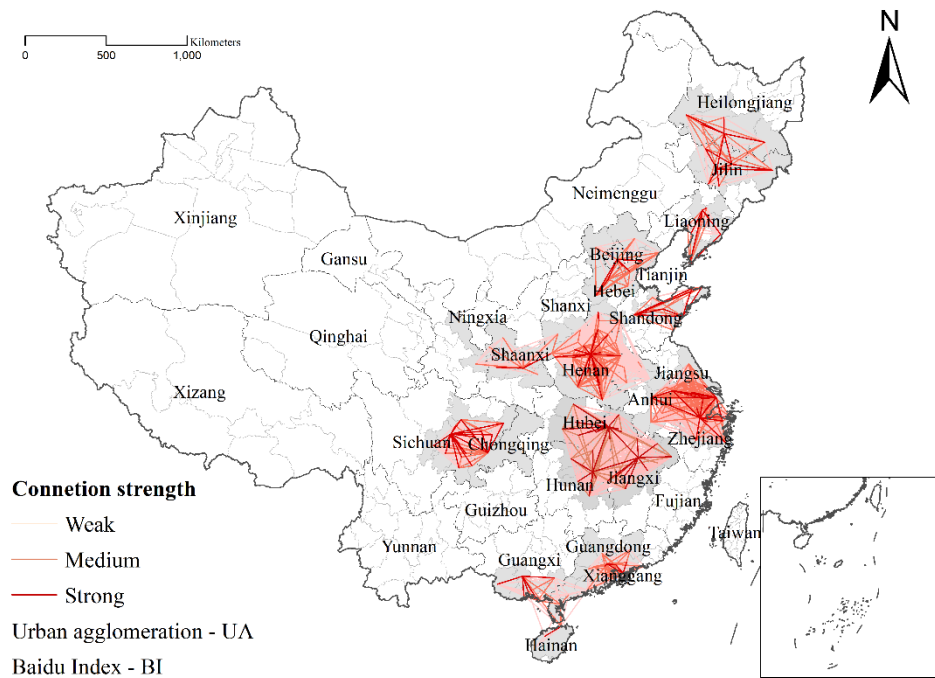 Kilometers
0 500 1,000
N
Heilongjiang
Jilin
Neimenggu
Liaoning
Xinjiang
Beijing
Gansu
Tianjin
Hebei
Shanxi
Ningxia
Shandong
Qinghai
Shaanxi
Henan
Jiangsu
Xizang
Anhui
Hubei
Sichuan
Chongqing
Zhejiang
Hunan
Jiangxi
Connetion strength
Fujian
Guizhou
Weak
Taiwan
Yunnan
Guangdong
Medium
Guangxi
Xianggang
Strong
Urban agglomeration - UΛ
Hainan
Baidu Index - BI